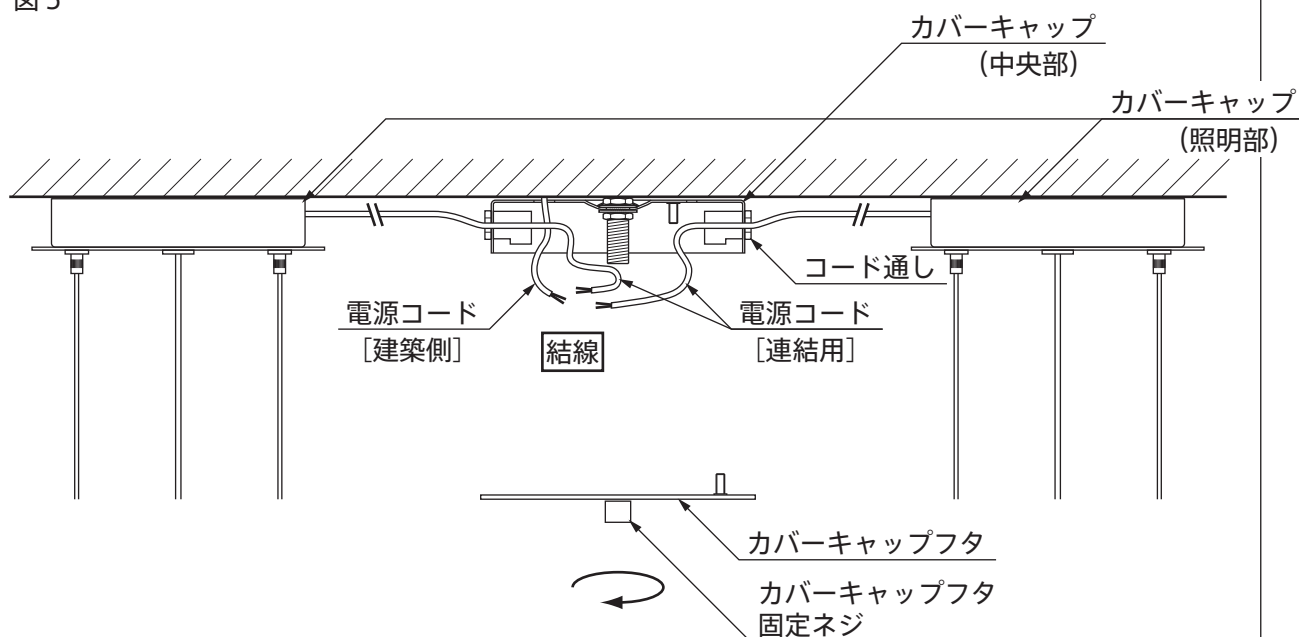 カバーキャップ
(中央部)
カバーキャップ
(照明部)
コード通し
電源コード
[建築側]
結線
電源コード
[連結用]
カバーキャップフタ
カバーキャップフタ
固定ネジ